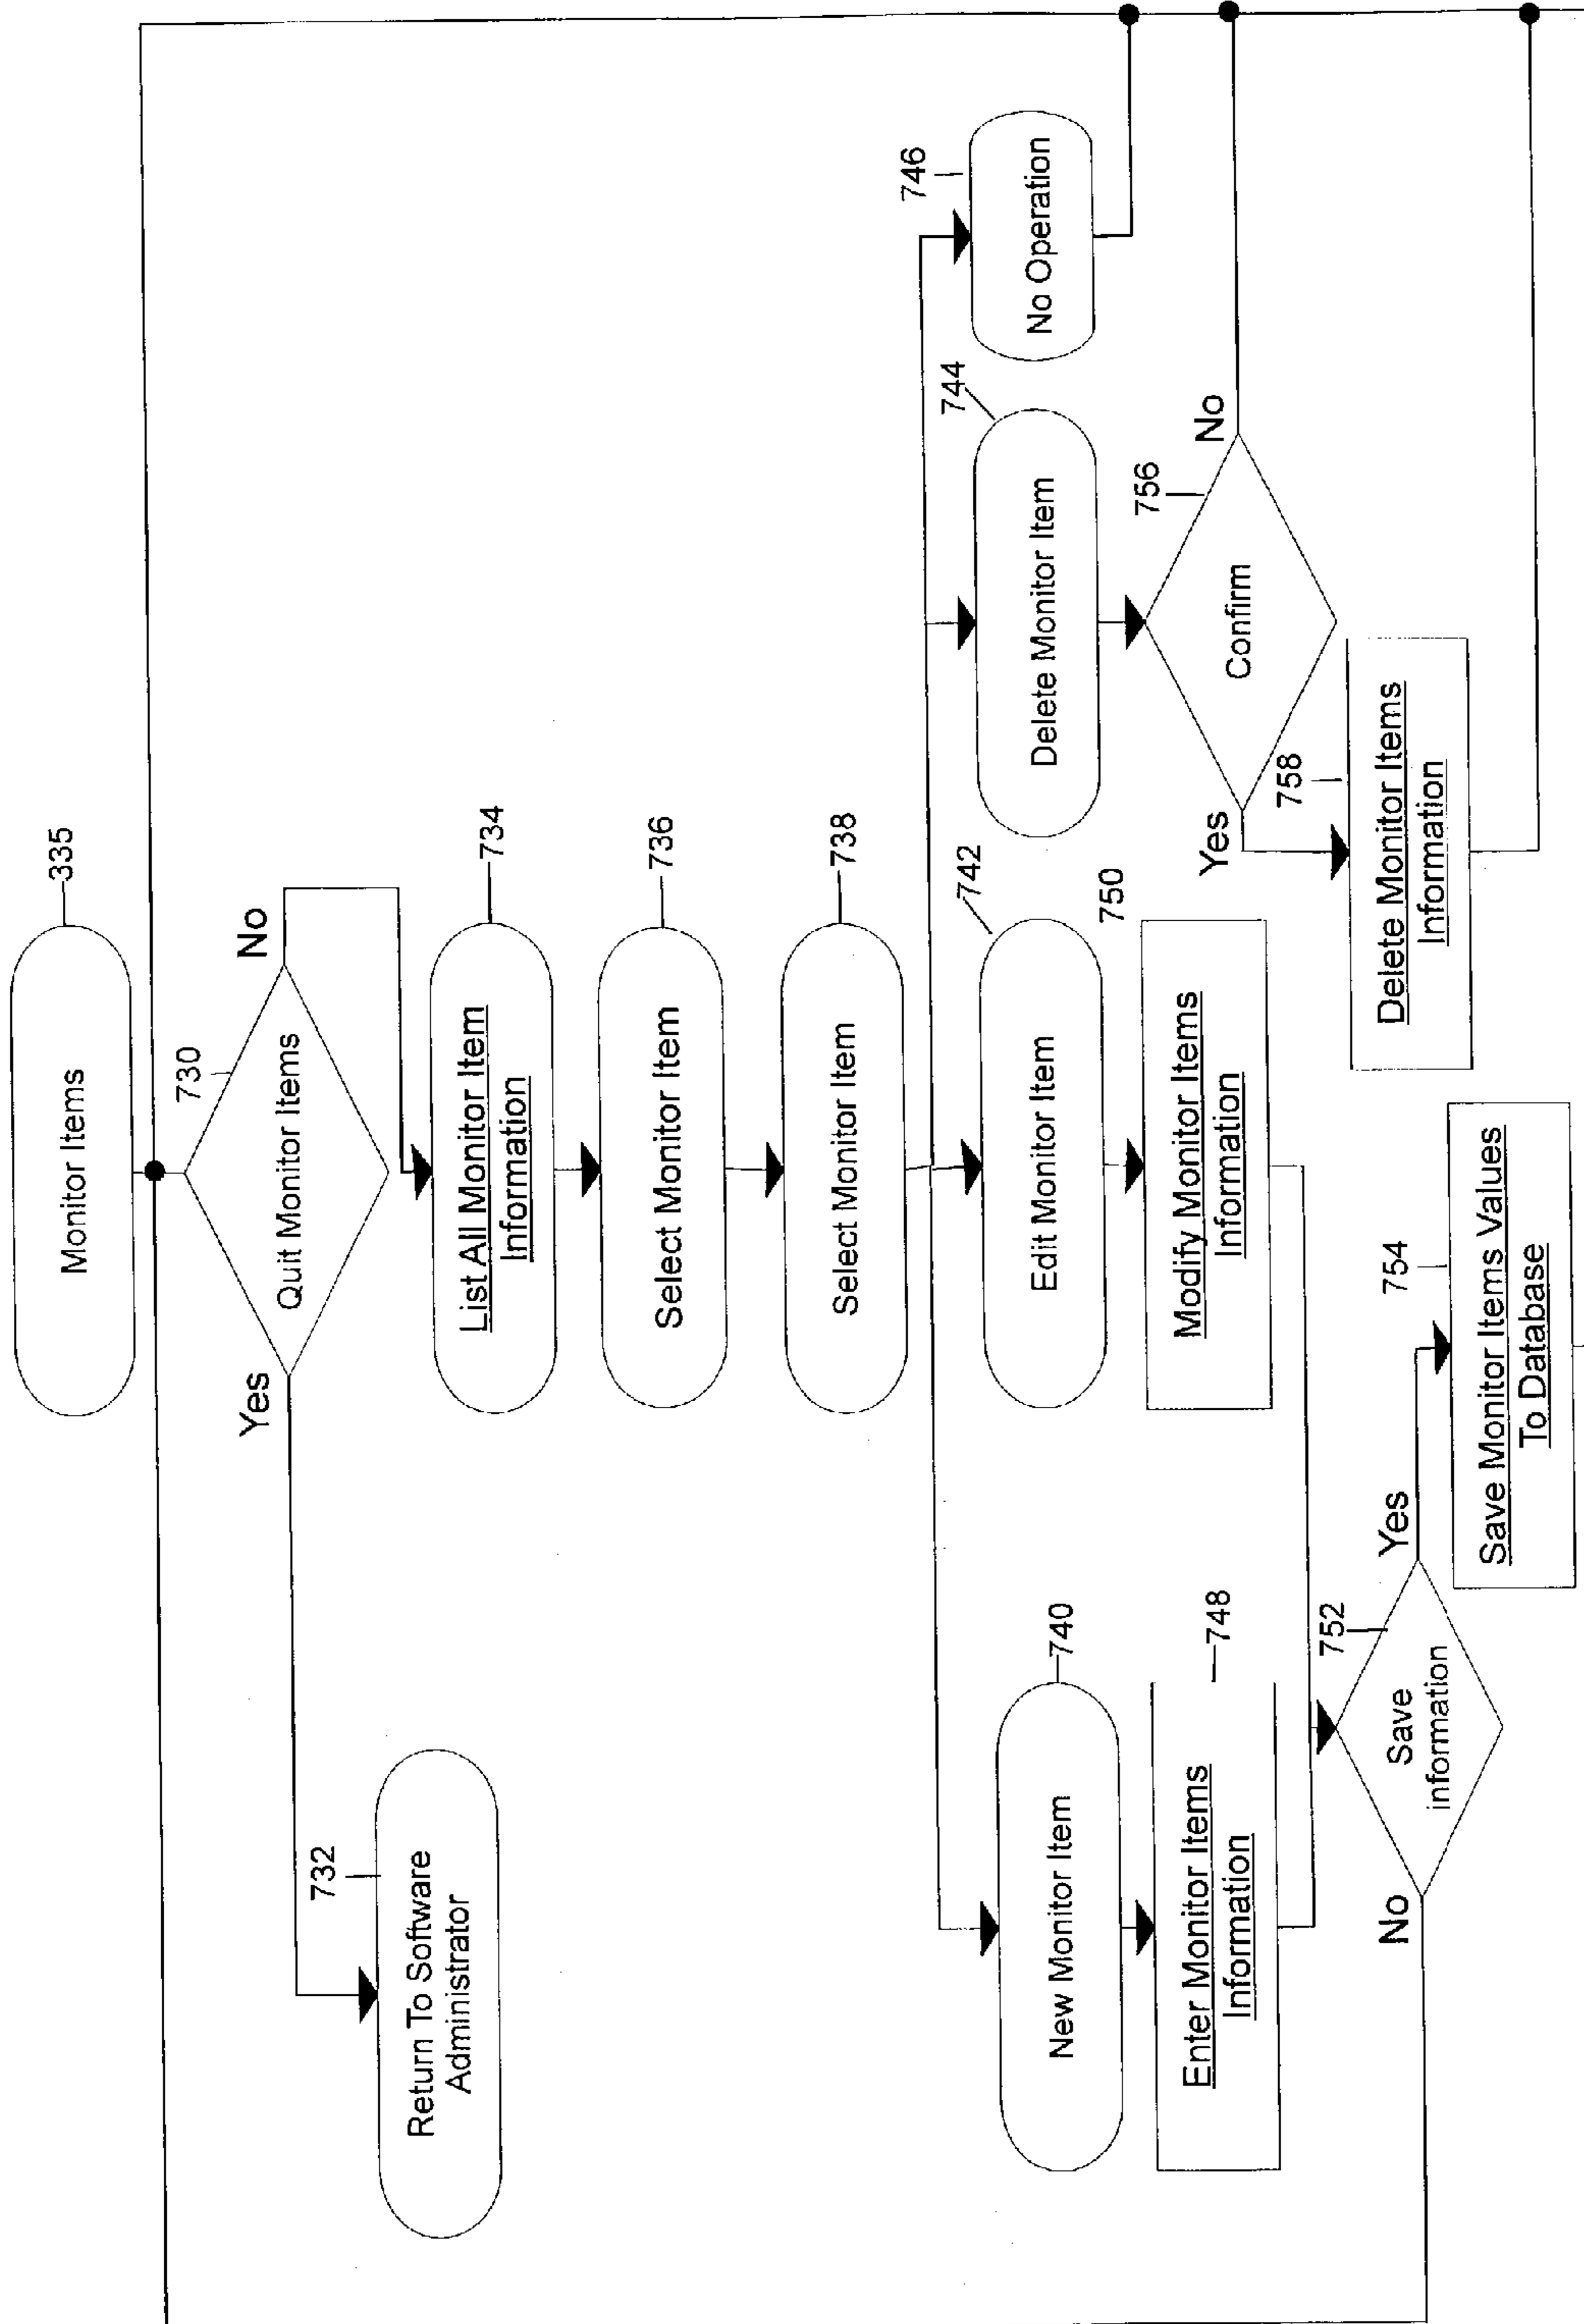 Monitor Items
335
730
Quit Monitor Items
Yes
No
732
Return To Software
Administrator
List All Monitor Item
Information
734
Select Monitor Item
736
Select Monitor Item
738
New Monitor Item
740
Edit Monitor Item
742
Delete Monitor Item
744
No Operation
746
Enter Monitor Items
Information
748
Modify Monitor Items
Information
750
Confirm
756
Yes
No
758
Delete Monitor Items
Information
Save
information
752
No
Yes
754
Save Monitor Items Values
To Database